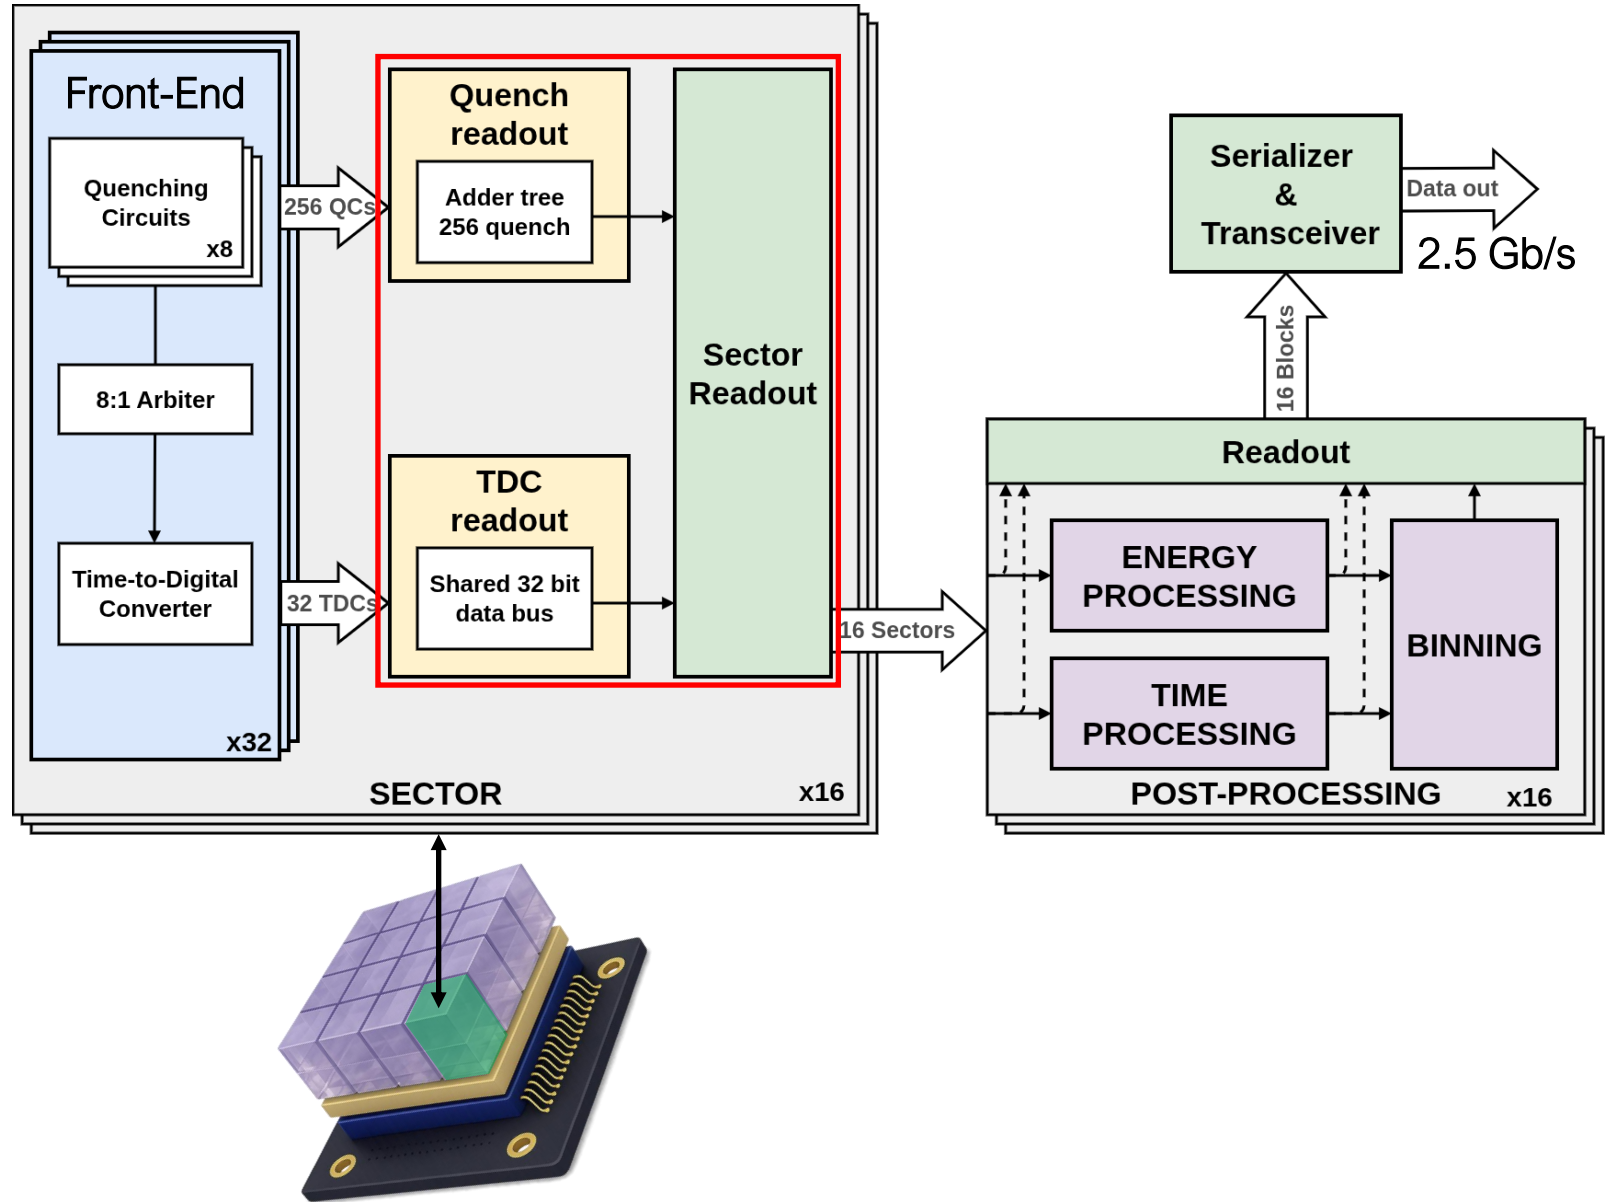 Front-End
Quenching
Circuits
x8
8:1 Arbiter
Time-to-Digital
Converter
x32
256 QCs
32 TDCs
Quench
readout
Adder tree
256 quench
TDC
readout
Shared 32 bit
data bus
Sector
Readout
SECTOR
x16
16 Sectors
Readout
ENERGY
PROCESSING
TIME
PROCESSING
BINNING
POST-PROCESSING
x16
16 Blocks
Serializer
&
Transceiver
Data out
2.5 Gb/s